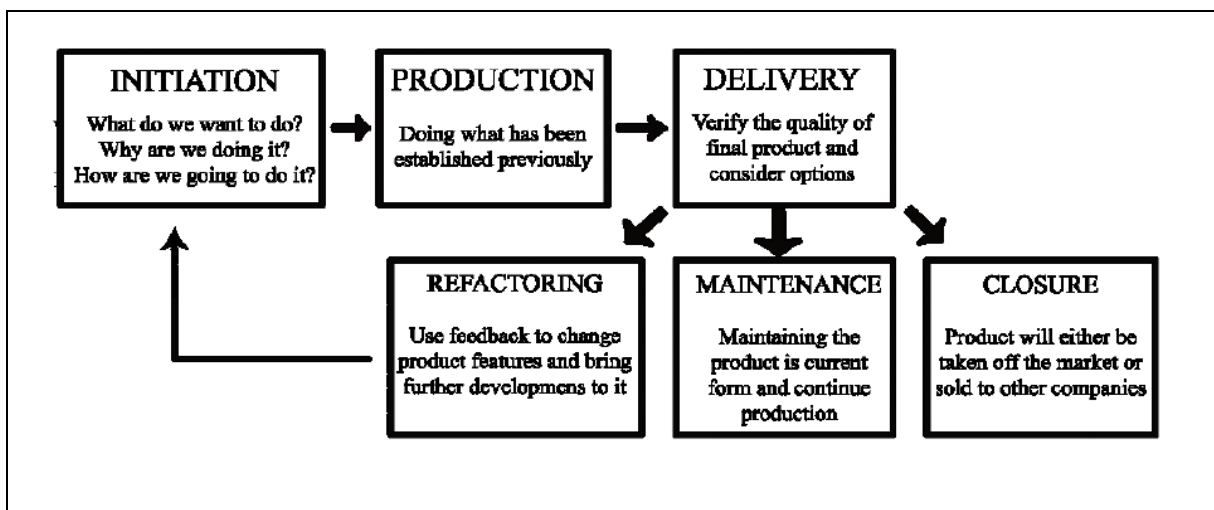 INITIATION
What do we want to do?
Why are we doing it?
How are we going to do it?
PRODUCTION
Doing what has been
established previously
DELIVERY
Verify the quality of
final product and
consider options
REFACTORING
Use feedback to change
product features and bring
further developmens to it
MAINTENANCE
Maintaining the
product is current
form and continue
production
CLOSURE
Product will either be
taken off the market or
sold to other companies